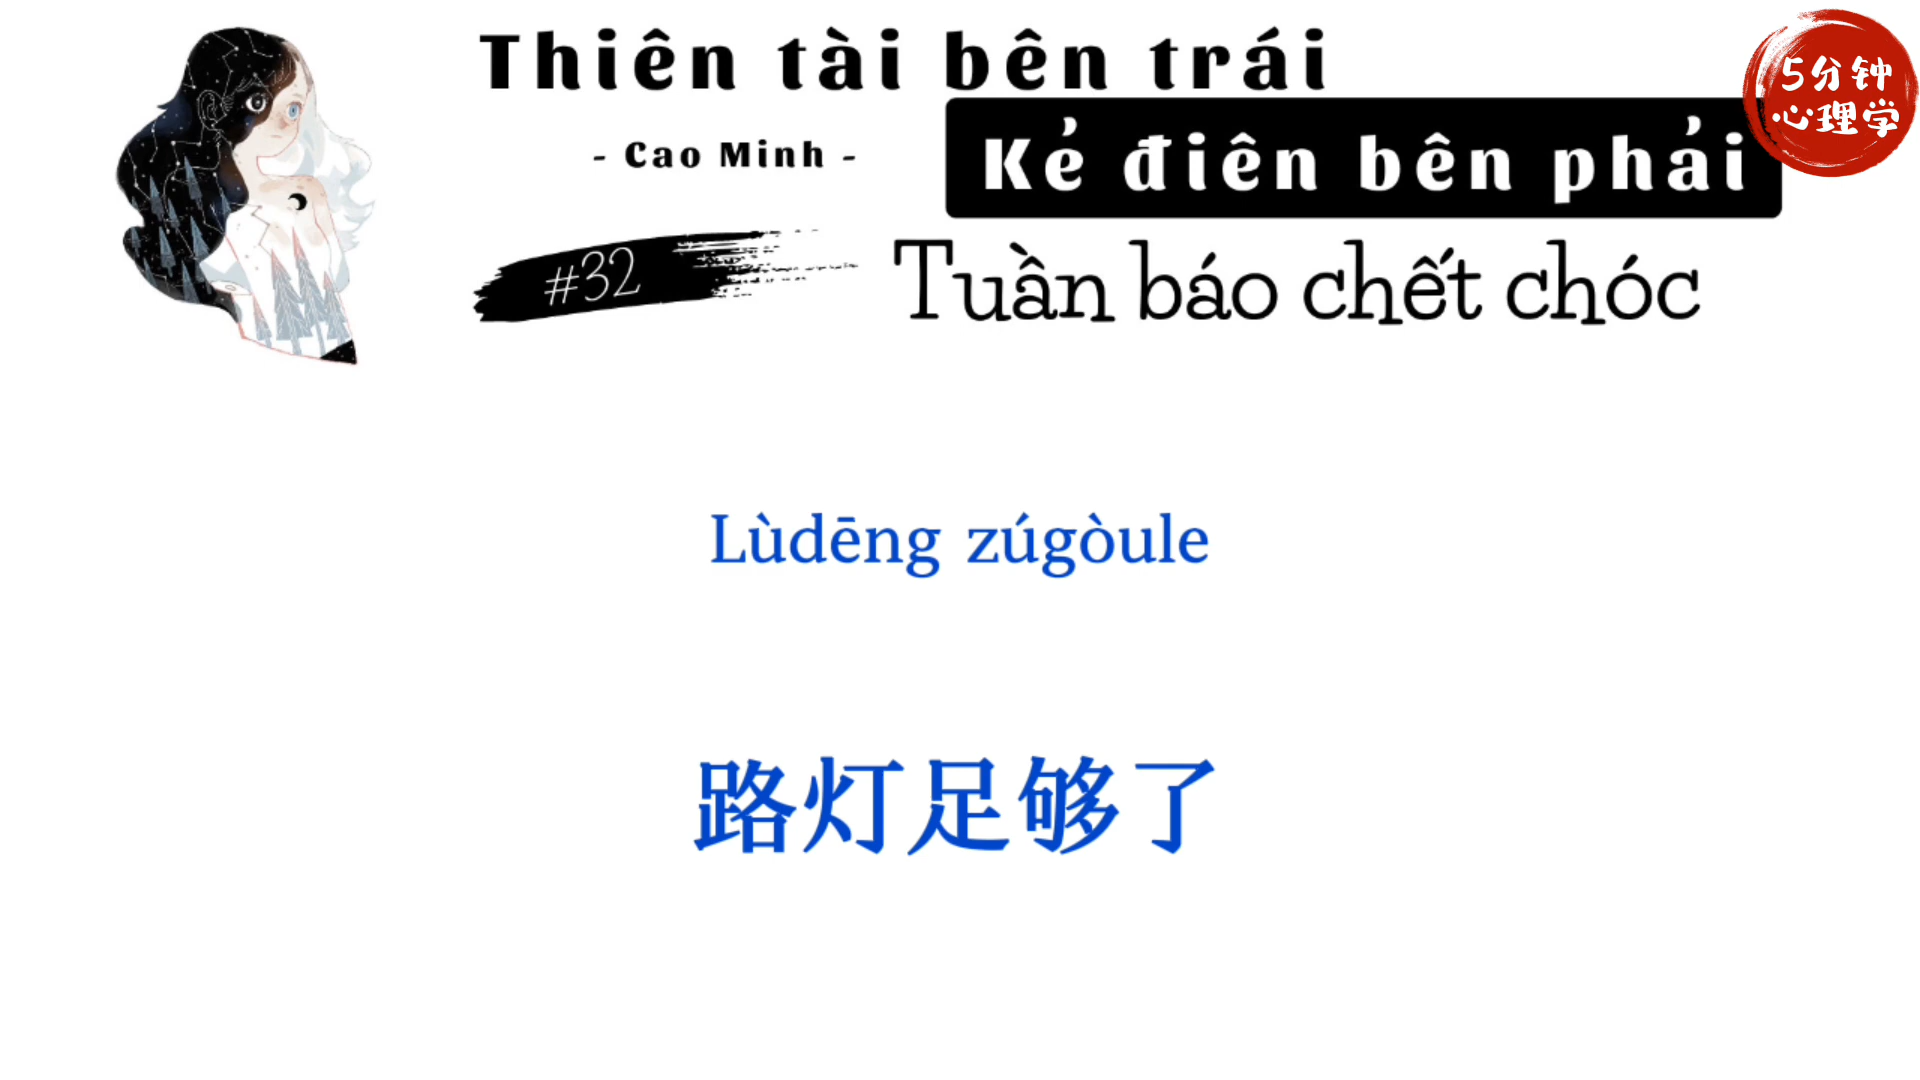 Thiên tài bên trái
5分钟
心理学
- Cao Minh -
Kẻ điên bên phải
#32
Tuần báo chết chóc
Lùdēng zúgòule
路灯足够了